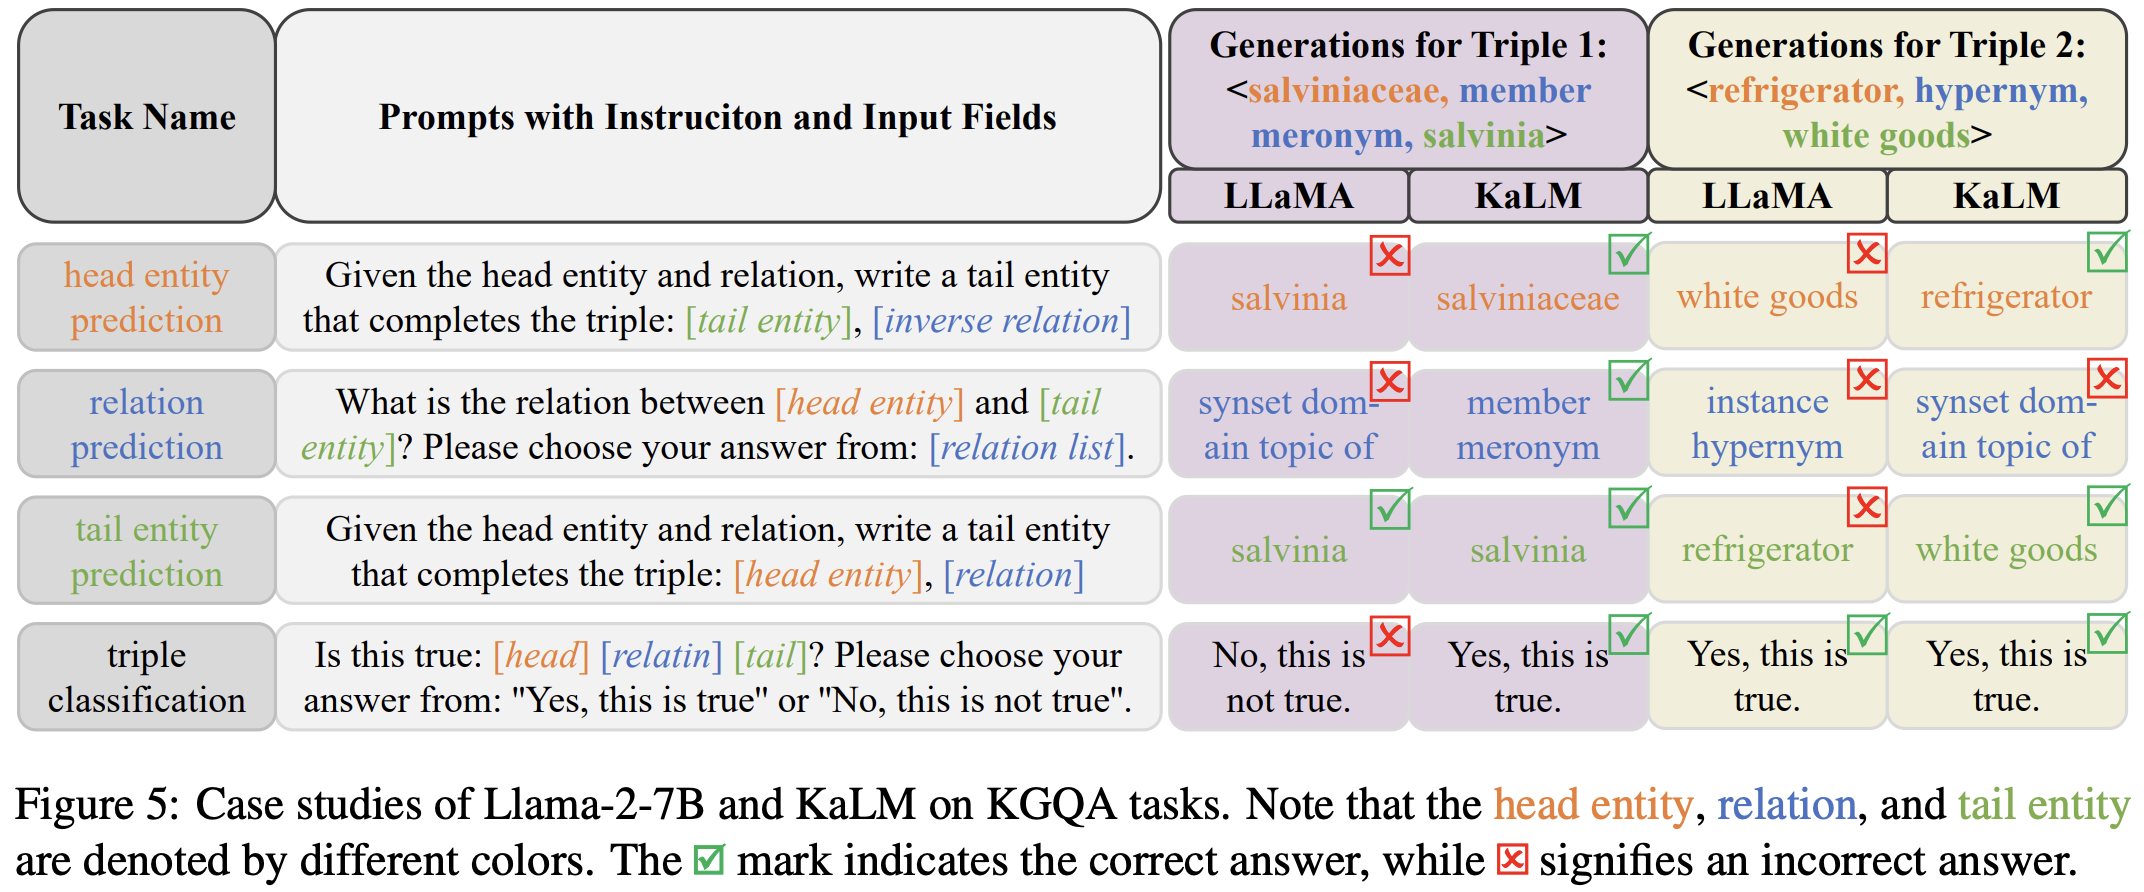 Task Name
Prompts with Instruciton and Input Fields
Generations for Triple 1:
<salviniaceae, member
meronym, salvinia>
Generations for Triple 2:
<refrigerator, hypernym,
white goods>
LLaMA
KaLM
LLaMA
KaLM
head entity
prediction
Given the head entity and relation, write a tail entity
that completes the triple: [tail entity], [inverse relation]
salvinia
salviniaceae
white goods
refrigerator
relation
prediction
What is the relation between [head entity] and [tail
entity]? Please choose your answer from: [relation list].
synset dom-
ain topic of
member
meronym
instance
hypernym
synset dom-
ain topic of
tail entity
prediction
Given the head entity and relation, write a tail entity
that completes the triple: [head entity], [relation]
salvinia
salvinia
refrigerator
white goods
triple
classification
Is this true: [head] [relatin] [tail]? Please choose your
answer from: "Yes, this is true" or "No, this is not true".
No, this is
not true.
Yes, this is
true.
Yes, this is
true.
Yes, this is
true.
Figure 5: Case studies of Llama-2-7B and KaLM on KGQA tasks. Note that the head entity, relation, and tail entity
are denoted by different colors. The ☑ mark indicates the correct answer, while ☒ signifies an incorrect answer.